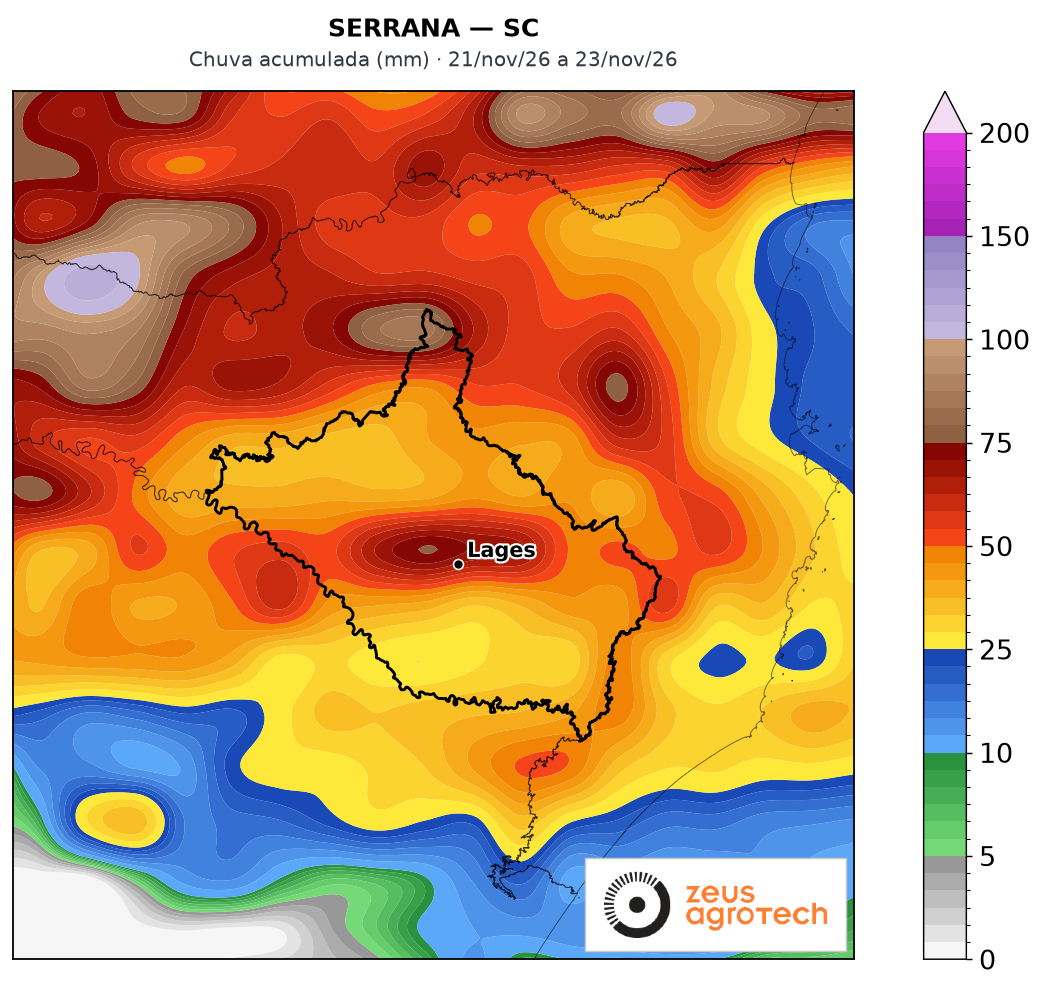 SERRANA — SC
Chuva acumulada (mm) · 21/nov/26 a 23/nov/26
200
150
100
75
50
25
10
5
0
Lages
zeus
agrotech